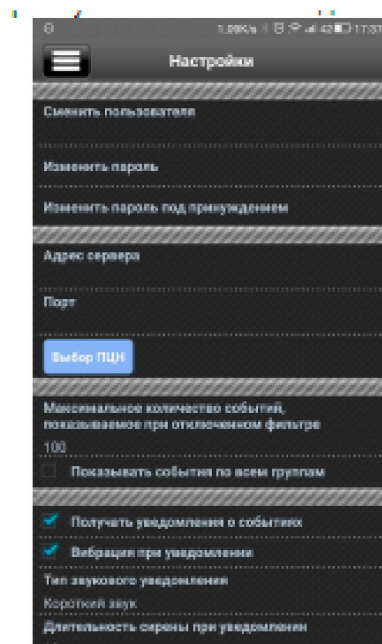 1.09K/s 42 17:37
Настройки
Сменить пользователя
Изменить пароль
Изменить пароль под принуждением
Адрес сервера
Порт
Выбор ПЦН
Максимальное количество событий,
показываемое при отключенном фильтре
100
Показывать события по всем группам
Получать уведомления о событиях
Вибрация при уведомлении
Тип звукового уведомления
Короткий звук
Длительность сирены при уведомлении